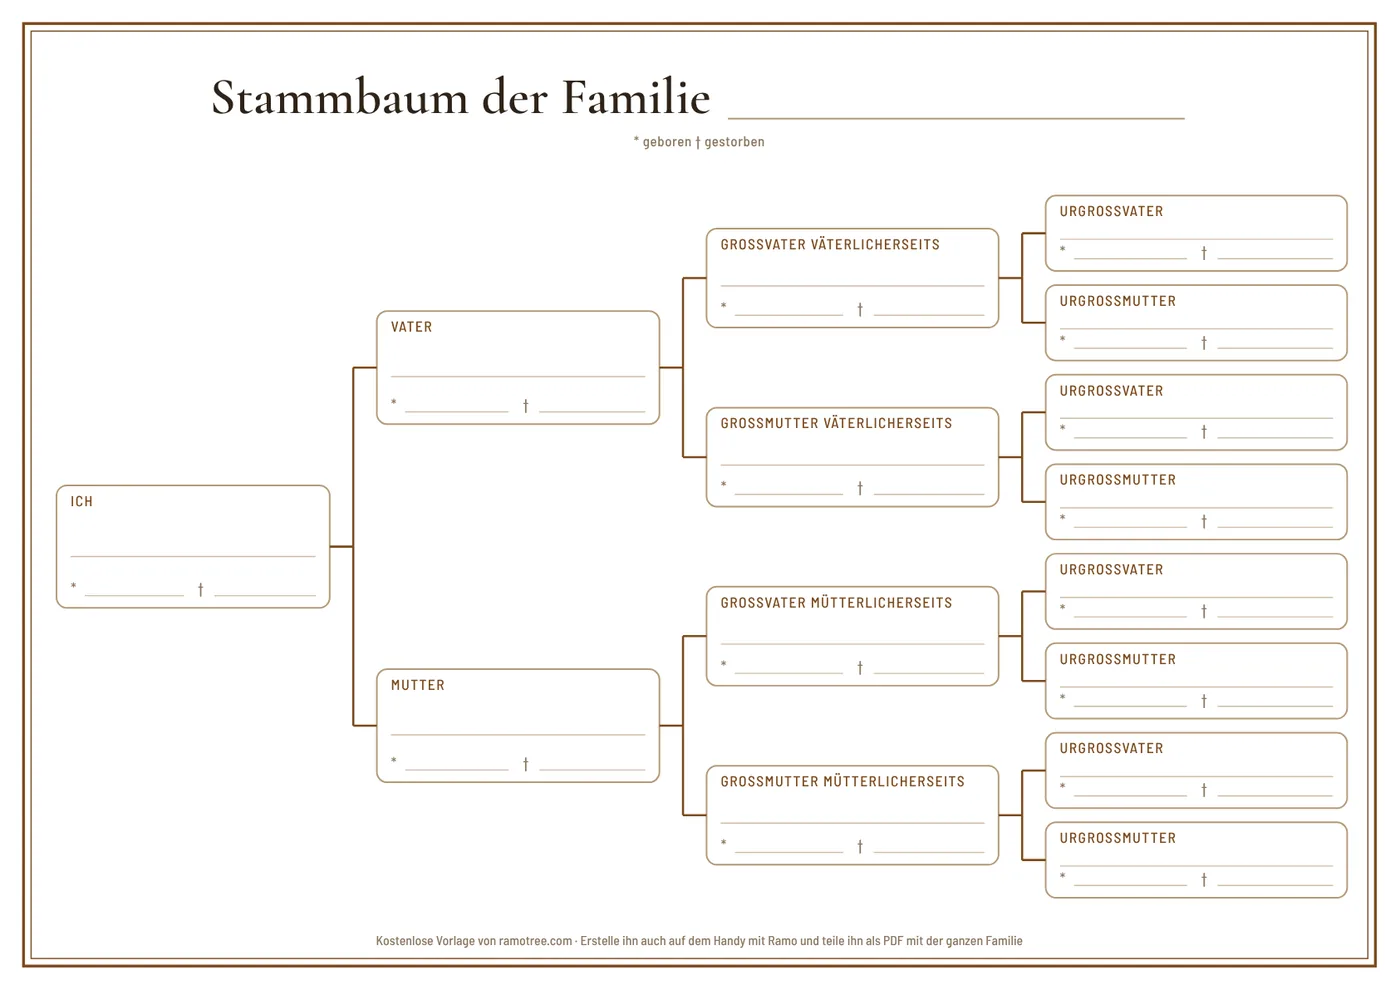 Stammbaum der Familie
* geboren † gestorben
ICH
* †
VATER
* †
MUTTER
* †
GROSSVATER VÄTERLICHERSEITS
* †
GROSSMUTTER VÄTERLICHERSEITS
* †
GROSSVATER MÜTTERLICHERSEITS
* †
GROSSMUTTER MÜTTERLICHERSEITS
* †
URGROSSVATER
* †
URGROSSMUTTER
* †
URGROSSVATER
* †
URGROSSMUTTER
* †
URGROSSVATER
* †
URGROSSMUTTER
* †
URGROSSVATER
* †
URGROSSMUTTER
* †
Kostenlose Vorlage von ramotree.com · Erstelle ihn auch auf dem Handy mit Ramo und teile ihn als PDF mit der ganzen Familie